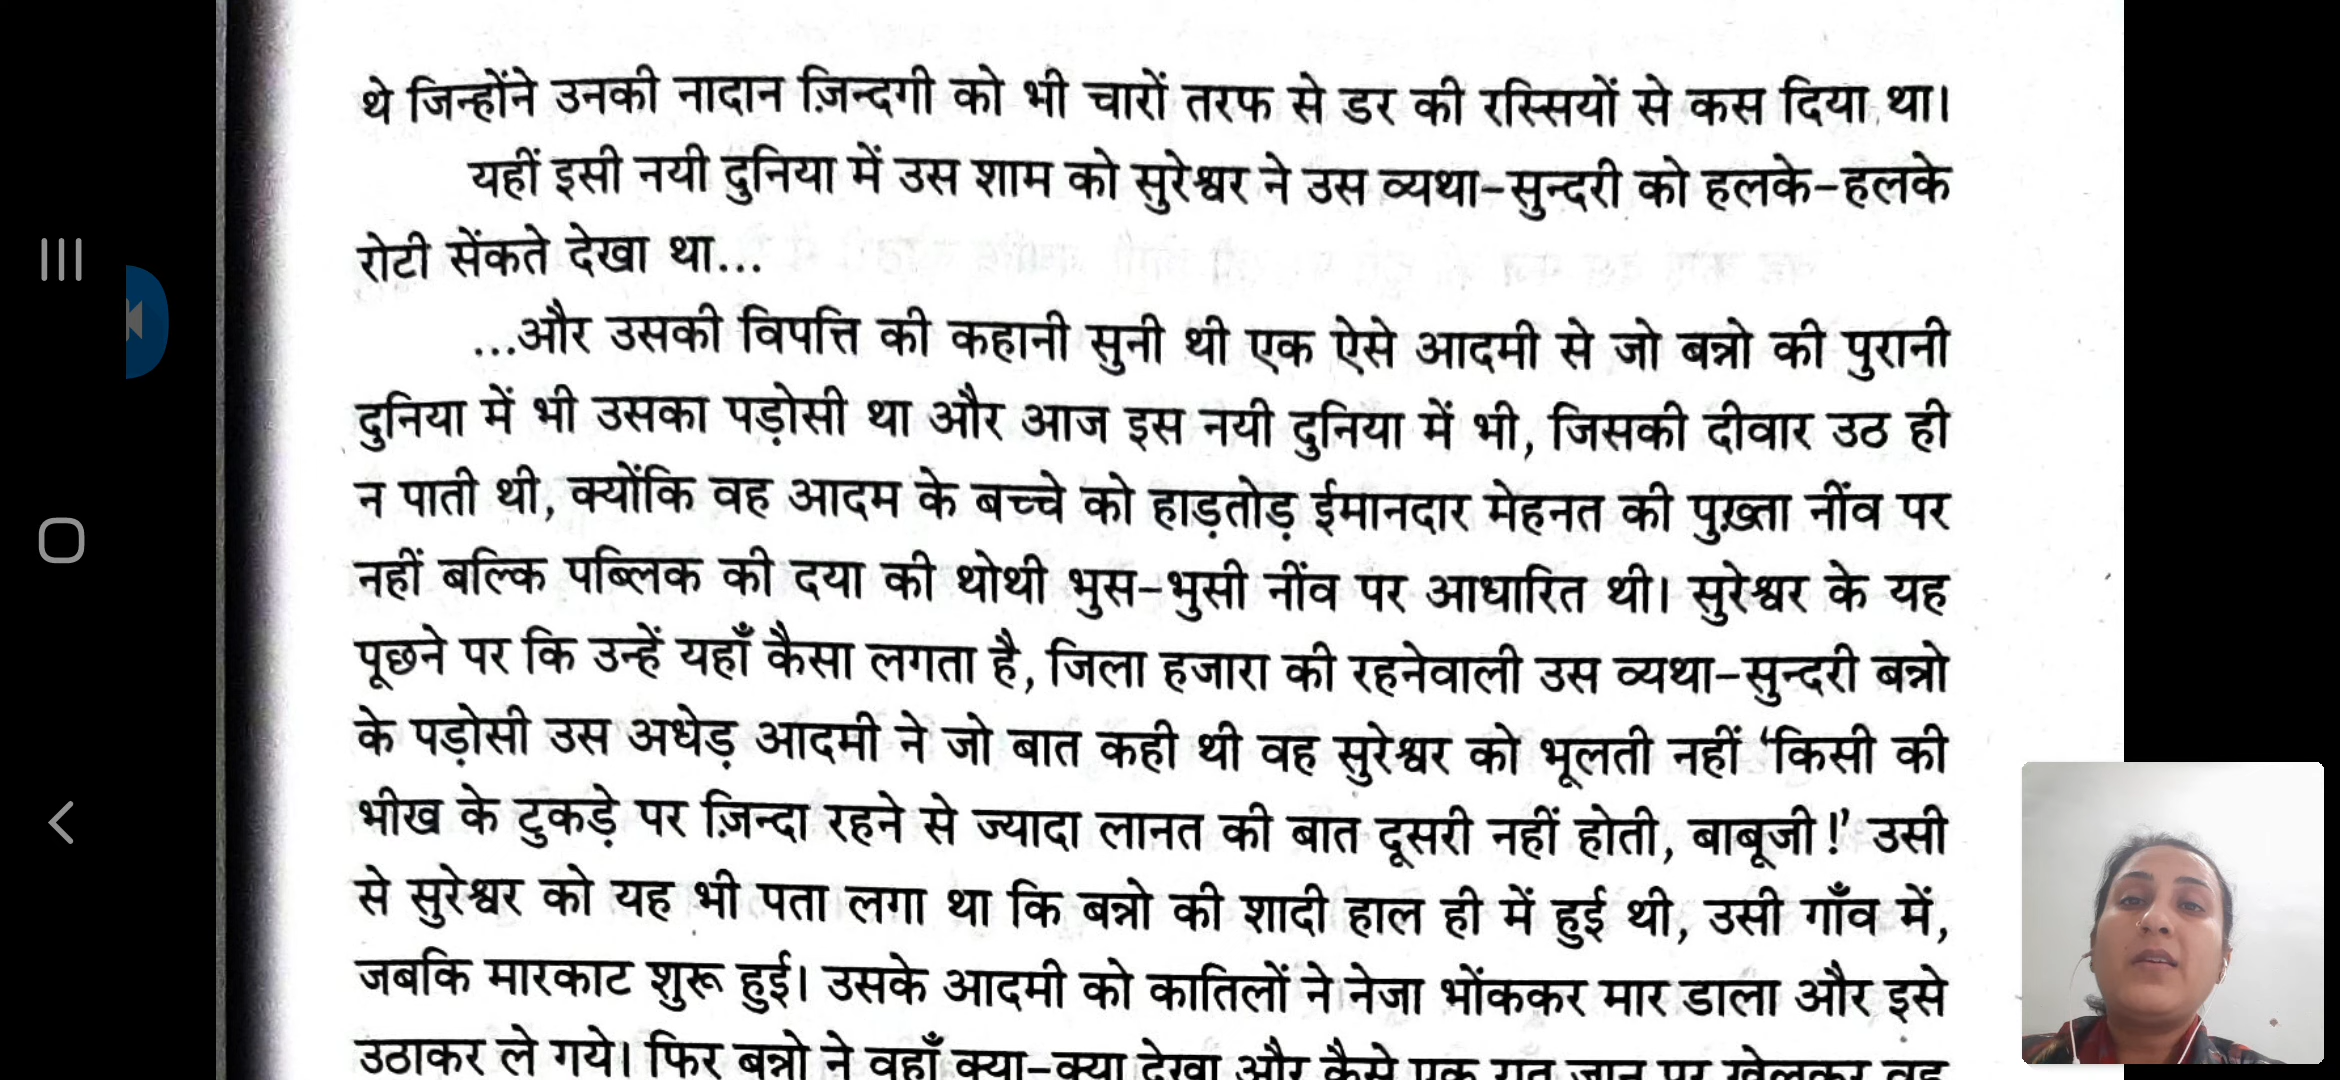 थे जिन्होंने उनकी नादान ज़िन्दगी को भी चारों तरफ से डर की रस्सियों से कस दिया था।
यहीं इसी नयी दुनिया में उस शाम को सुरेश्वर ने उस व्यथा-सुन्दरी को हलके-हलके
रोटी सेंकते देखा था...
...और उसकी विपत्ति की कहानी सुनी थी एक ऐसे आदमी से जो बन्नो की पुरानी
दुनिया में भी उसका पड़ोसी था और आज इस नयी दुनिया में भी, जिसकी दीवार उठ ही
न पाती थी, क्योंकि वह आदम के बच्चे को हाड़तोड़ ईमानदार मेहनत की पुख़्ता नींव पर
नहीं बल्कि पब्लिक की दया की थोथी भुस-भुसी नींव पर आधारित थी। सुरेश्वर के यह
पूछने पर कि उन्हें यहाँ कैसा लगता है, जिला हजारा की रहनेवाली उस व्यथा-सुन्दरी बन्नो
के पड़ोसी उस अधेड़ आदमी ने जो बात कही थी वह सुरेश्वर को भूलती नहीं ‘किसी की
भीख के टुकड़े पर ज़िन्दा रहने से ज्यादा लानत की बात दूसरी नहीं होती, बाबूजी!’ उसी
से सुरेश्वर को यह भी पता लगा था कि बन्नो की शादी हाल ही में हुई थी, उसी गाँव में,
जबकि मारकाट शुरू हुई। उसके आदमी को कातिलों ने नेजा भोंककर मार डाला और इसे
उठाकर ले गये। फिर बन्नो ने वहाँ क्या-क्या देखा और कैसे एक रात जान पर खेलकर वह